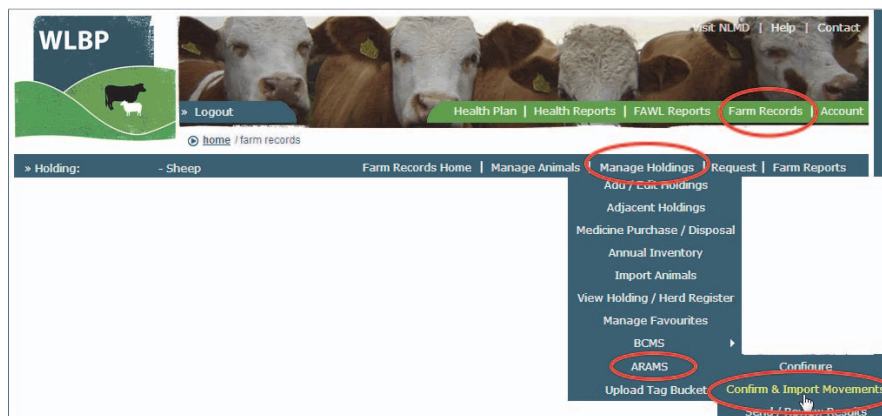 WLBP
Visit NLMD | Help | Contact
» Logout
Health Plan | Health Reports | FAWL Reports | Farm Records | Account
home / farm records
» Holding: - Sheep
Farm Records Home | Manage Animals | Manage Holdings | Request | Farm Reports
Add / Edit Holdings
Adjacent Holdings
Medicine Purchase / Disposal
Annual Inventory
Import Animals
View Holding / Herd Register
Manage Favourites
BCMS
ARAMS
Configure
Upload Tag Bucket
Confirm & Import Movements
Send / Review Results